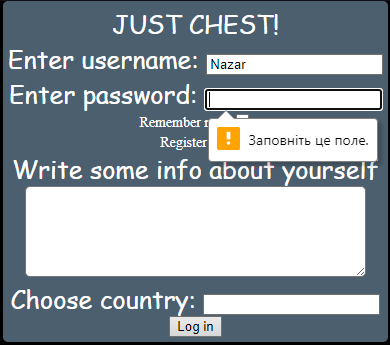 JUST CHEST!
Enter username: Nazar
Enter password:
Remember
Заповніть це поле.
Register
Write some info about yourself
Choose country:
Log in